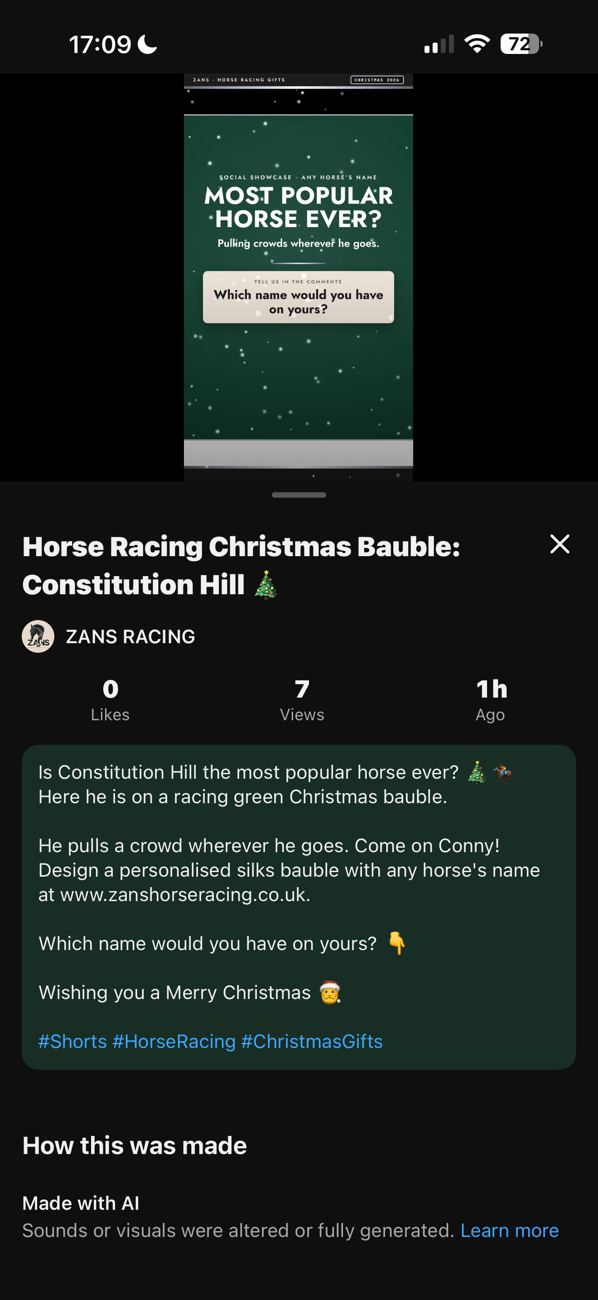 17:09
72
ZANS · HORSE RACING GIFTS
CHRISTMAS 2026
SOCIAL SHOWCASE · ANY HORSE'S NAME
MOST POPULAR
HORSE EVER?
Pulling crowds wherever he goes.
TELL US IN THE COMMENTS
Which name would you have
on yours?
Horse Racing Christmas Bauble:
Constitution Hill 🎄
ZANS
ZANS RACING
0
7
1h
Likes
Views
Ago
Is Constitution Hill the most popular horse ever? 🎄 🏇
Here he is on a racing green Christmas bauble.
He pulls a crowd wherever he goes. Come on Conny!
Design a personalised silks bauble with any horse's name
at www.zanshorseracing.co.uk.
Which name would you have on yours? 👇
Wishing you a Merry Christmas 🎅
#Shorts #HorseRacing #ChristmasGifts
How this was made
Made with AI
Sounds or visuals were altered or fully generated. Learn more